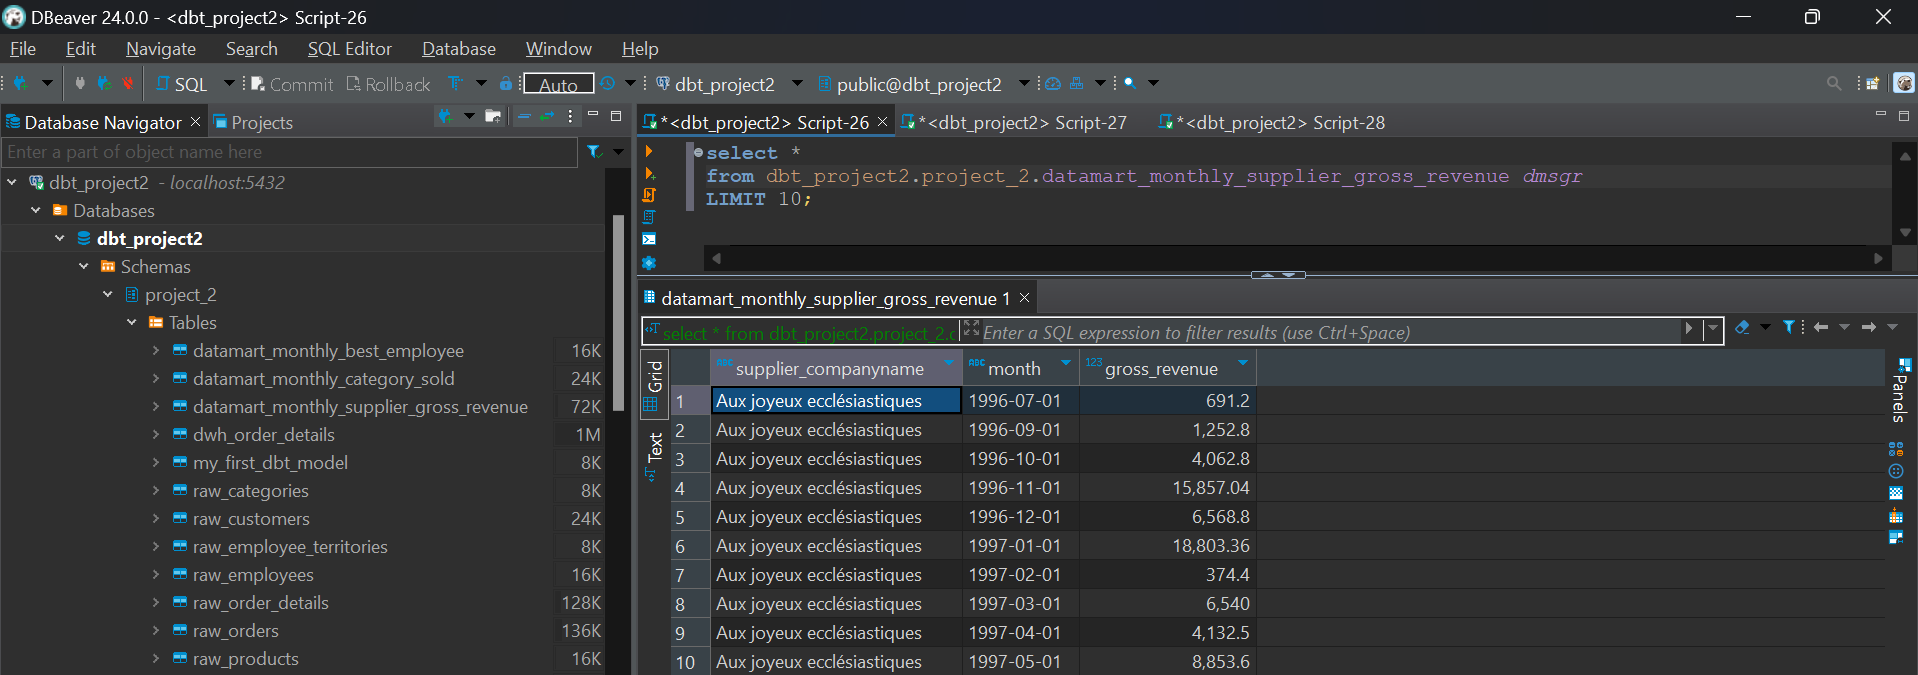 DBeaver 24.0.0 - <dbt_project2> Script-26
File Edit Navigate Search SQL Editor Database Window Help
SQL Commit Rollback Auto dbt_project2 public@dbt_project2
Database Navigator Projects
Enter a part of object name here
dbt_project2 - localhost:5432
Databases
dbt_project2
Schemas
project_2
Tables
datamart_monthly_best_employee 16K
datamart_monthly_category_sold 24K
datamart_monthly_supplier_gross_revenue 72K
dwh_order_details 1M
my_first_dbt_model 8K
raw_categories 8K
raw_customers 24K
raw_employee_territories 8K
raw_employees 16K
raw_order_details 128K
raw_orders 136K
raw_products 16K
*<dbt_project2> Script-26 *<dbt_project2> Script-27 *<dbt_project2> Script-28
select *
from dbt_project2.project_2.datamart_monthly_supplier_gross_revenue dmsgr
LIMIT 10;
datamart_monthly_supplier_gross_revenue 1
select * from dbt_project2.project_2.d Enter a SQL expression to filter results (use Ctrl+Space)
Grid
Text
Panels
ABC supplier_companyname ABC month 123 gross_revenue
1 Aux joyeux ecclésiastiques 1996-07-01 691.2
2 Aux joyeux ecclésiastiques 1996-09-01 1,252.8
3 Aux joyeux ecclésiastiques 1996-10-01 4,062.8
4 Aux joyeux ecclésiastiques 1996-11-01 15,857.04
5 Aux joyeux ecclésiastiques 1996-12-01 6,568.8
6 Aux joyeux ecclésiastiques 1997-01-01 18,803.36
7 Aux joyeux ecclésiastiques 1997-02-01 374.4
8 Aux joyeux ecclésiastiques 1997-03-01 6,540
9 Aux joyeux ecclésiastiques 1997-04-01 4,132.5
10 Aux joyeux ecclésiastiques 1997-05-01 8,853.6